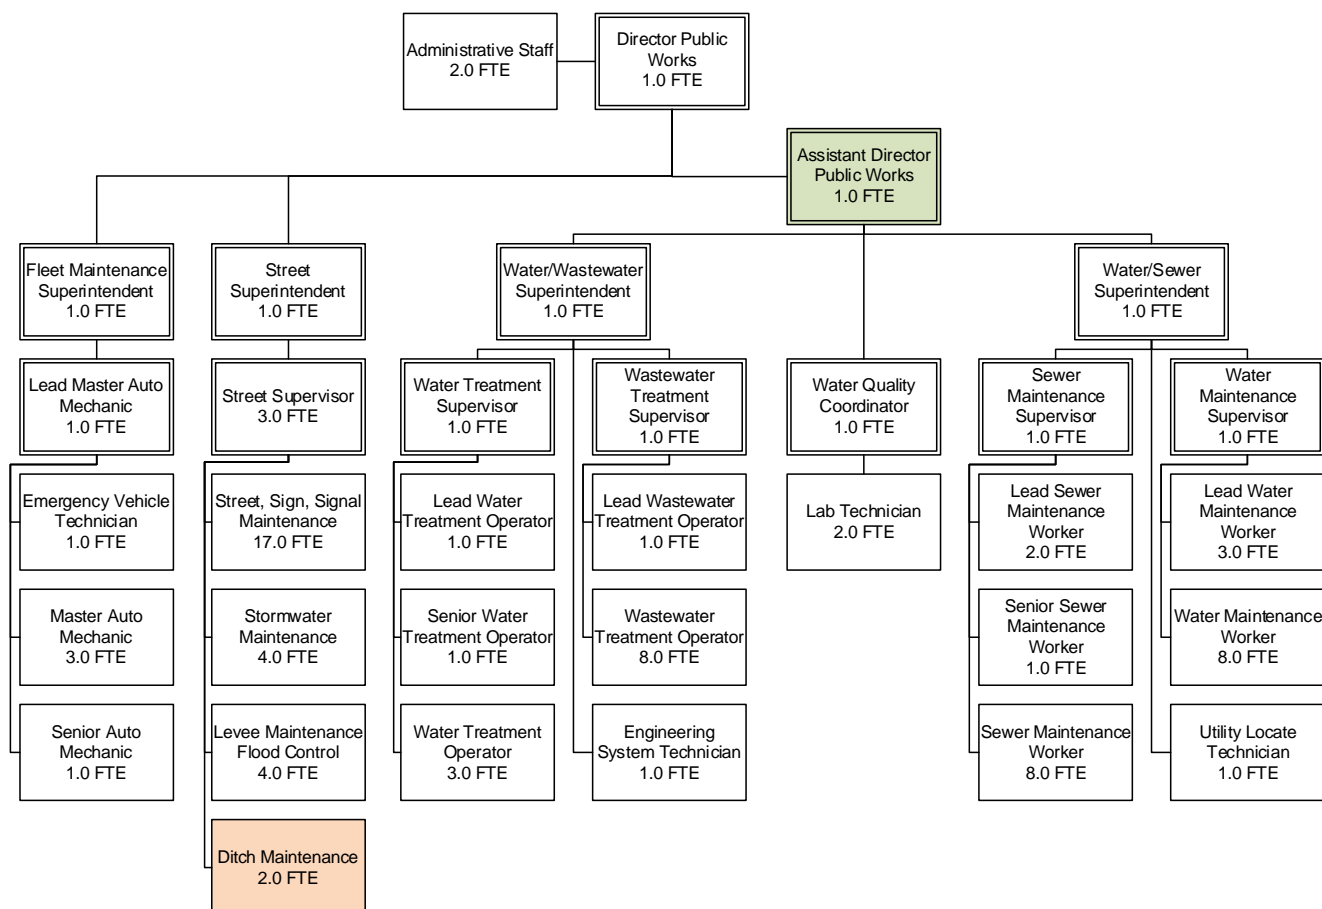 Administrative Staff
2.0 FTE
Director Public
Works
1.0 FTE
Assistant Director
Public Works
1.0 FTE
Fleet Maintenance
Superintendent
1.0 FTE
Street
Superintendent
1.0 FTE
Water/Wastewater
Superintendent
1.0 FTE
Water/Sewer
Superintendent
1.0 FTE
Lead Master Auto
Mechanic
1.0 FTE
Street Supervisor
3.0 FTE
Water Treatment
Supervisor
1.0 FTE
Wastewater
Treatment
Supervisor
1.0 FTE
Water Quality
Coordinator
1.0 FTE
Sewer
Maintenance
Supervisor
1.0 FTE
Water
Maintenance
Supervisor
1.0 FTE
Emergency Vehicle
Technician
1.0 FTE
Street, Sign, Signal
Maintenance
17.0 FTE
Lead Water
Treatment Operator
1.0 FTE
Lead Wastewater
Treatment Operator
1.0 FTE
Lab Technician
2.0 FTE
Lead Sewer
Maintenance
Worker
2.0 FTE
Lead Water
Maintenance
Worker
3.0 FTE
Master Auto
Mechanic
3.0 FTE
Stormwater
Maintenance
4.0 FTE
Senior Water
Treatment Operator
1.0 FTE
Wastewater
Treatment Operator
8.0 FTE
Senior Sewer
Maintenance
Worker
1.0 FTE
Water Maintenance
Worker
8.0 FTE
Senior Auto
Mechanic
1.0 FTE
Levee Maintenance
Flood Control
4.0 FTE
Water Treatment
Operator
3.0 FTE
Engineering
System Technician
1.0 FTE
Sewer Maintenance
Worker
8.0 FTE
Utility Locate
Technician
1.0 FTE
Ditch Maintenance
2.0 FTE